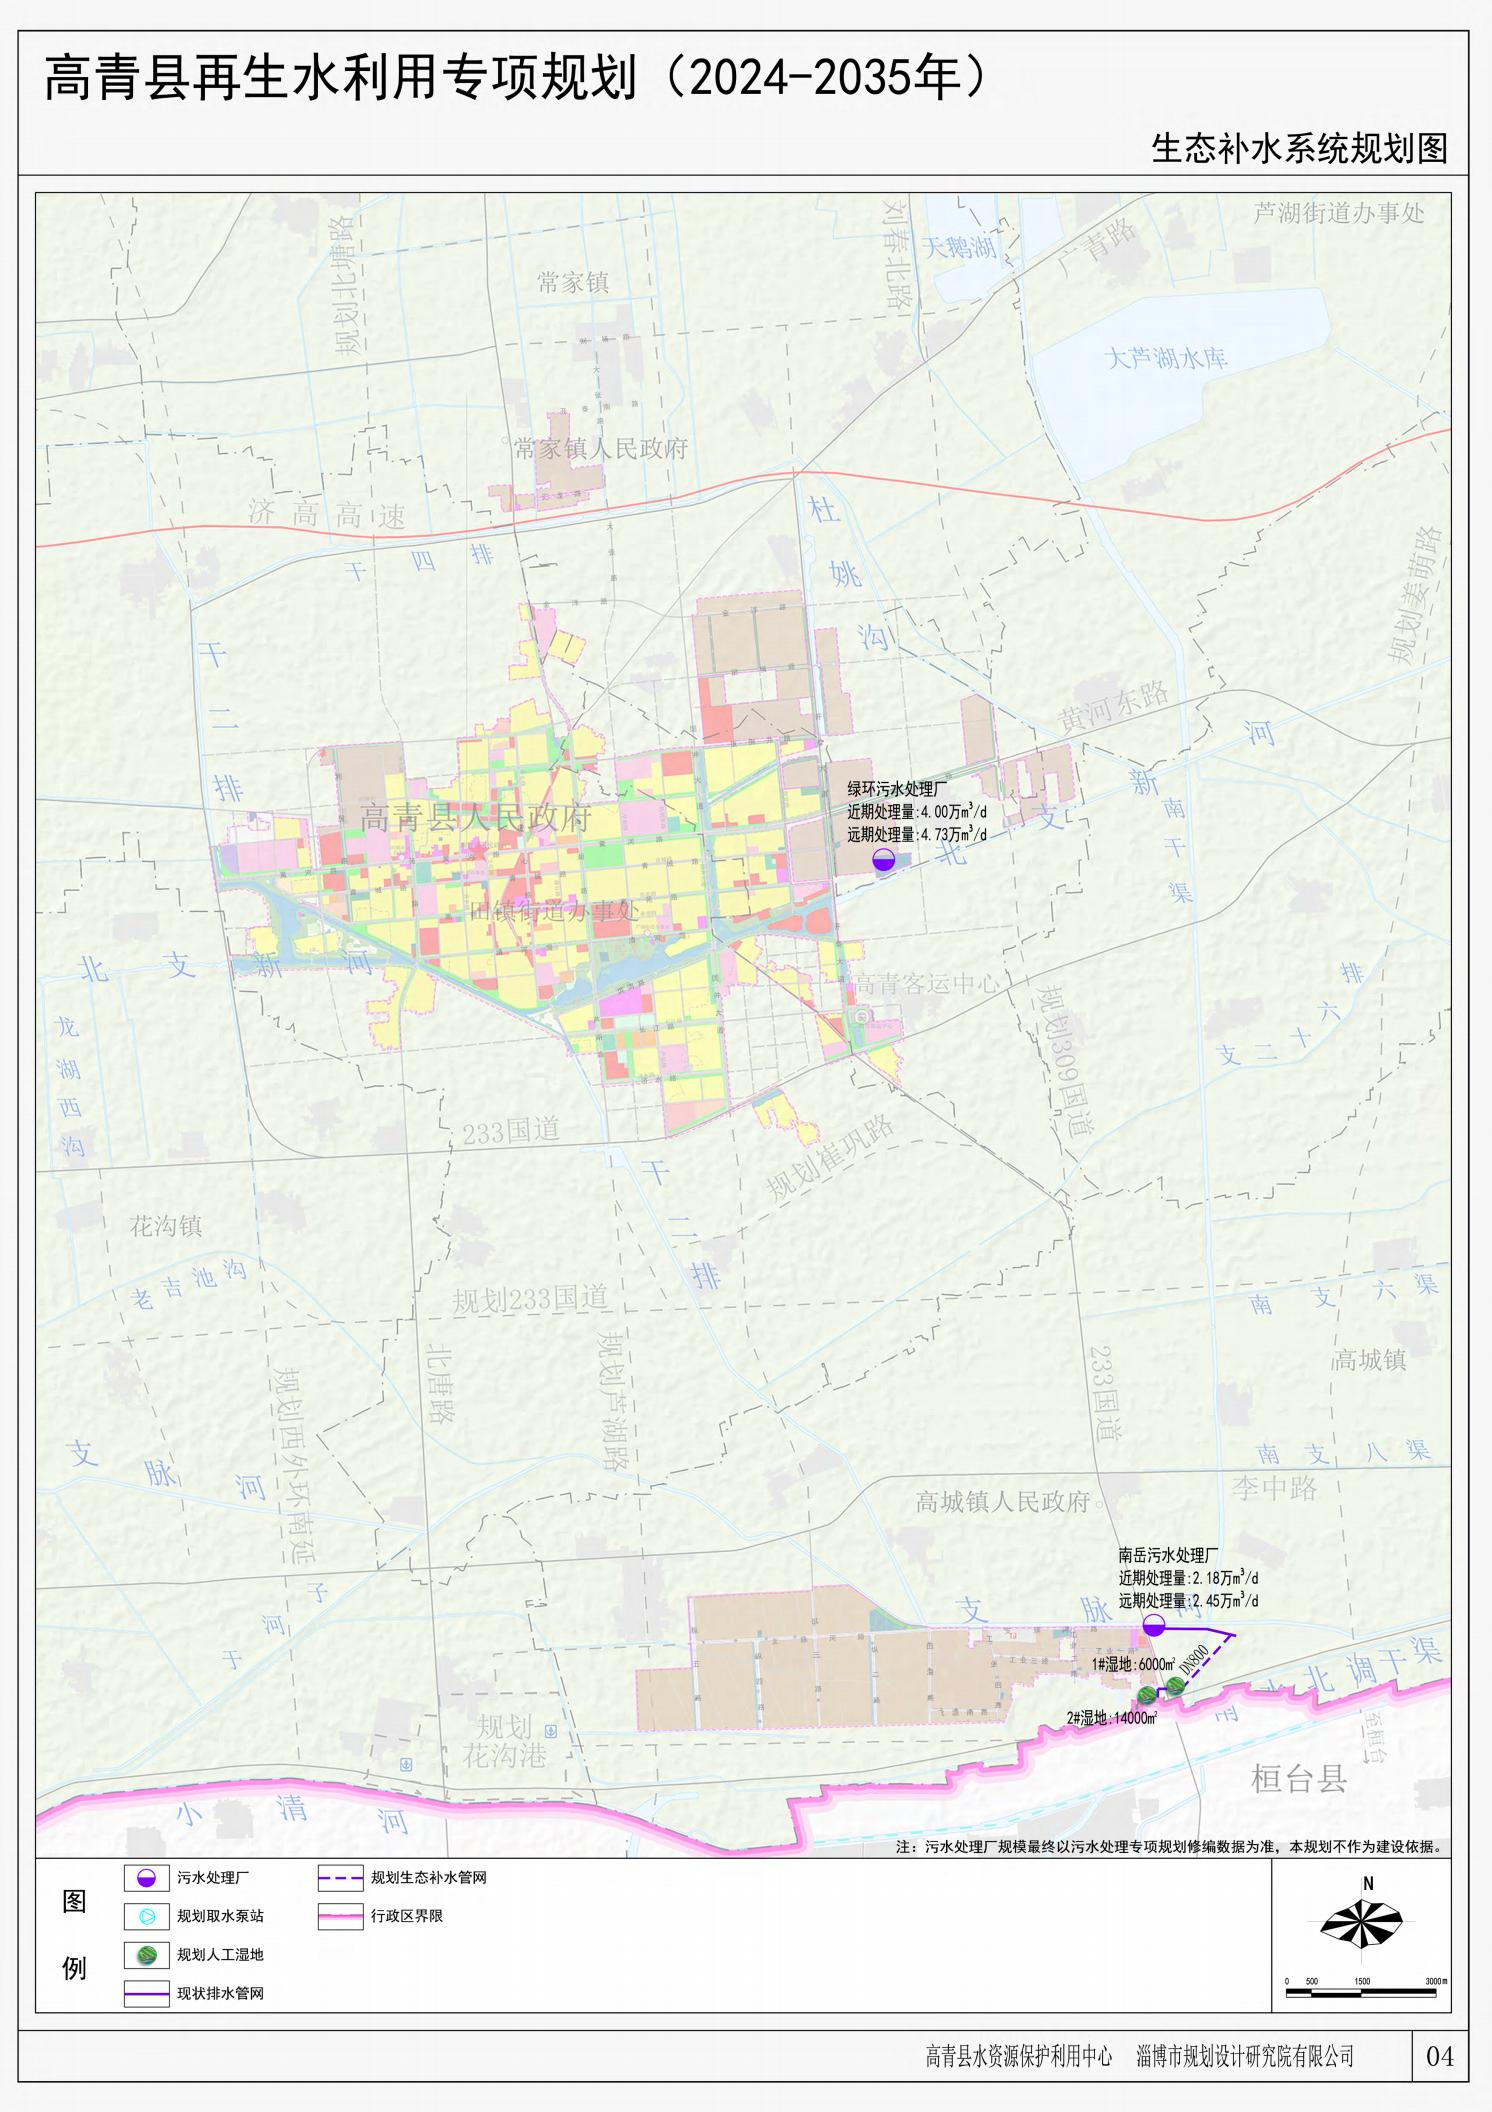 高青县再生水利用专项规划（2024-2035年）
生态补水系统规划图
芦湖街道办事处
刘春北路
天鹅湖
广青路
规划北塘路
常家镇
大芦湖水库
常家镇人民政府
济高高速
干四排
杜姚沟
规划姜萌路
干二排
黄河东路
北支新河
绿环污水处理厂
近期处理量:4.00万m³/d
远期处理量:4.73万m³/d
南干渠
高青县人民政府
田镇街道办事处
北支新河
高青客运中心
支二十六排
龙湖西沟
规划309国道
233国道
规划崔巩路
干二排
花沟镇
老吉池沟
规划233国道
南支六渠
高城镇
北唐路
规划芦湖路
规划西外环南延
233国道
支脉河
南支八渠
李中路
高城镇人民政府
南岳污水处理厂
近期处理量:2.18万m³/d
远期处理量:2.45万m³/d
支脉河
子河于
1#湿地:6000㎡
DN800
2#湿地:14000㎡
南水北调干渠
规划
花沟港
至桓台
桓台县
小清河
注：污水处理厂规模最终以污水处理专项规划修编数据为准，本规划不作为建设依据。
图例
污水处理厂
规划生态补水管网
规划取水泵站
行政区界限
规划人工湿地
现状排水管网
N
0 500 1500 3000m
高青县水资源保护利用中心 淄博市规划设计研究院有限公司
04